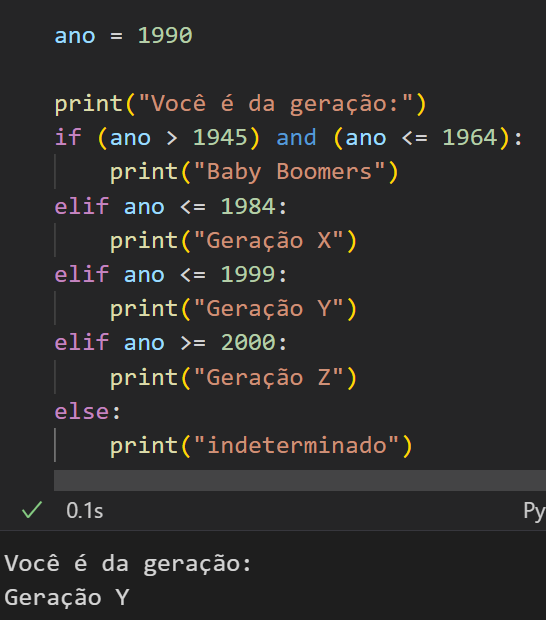 ano = 1990
print("Você é da geração:")
if (ano > 1945) and (ano <= 1964):
    print("Baby Boomers")
elif ano <= 1984:
    print("Geração X")
elif ano <= 1999:
    print("Geração Y")
elif ano >= 2000:
    print("Geração Z")
else:
    print("indeterminado")
0.1s Py
Você é da geração:
Geração Y